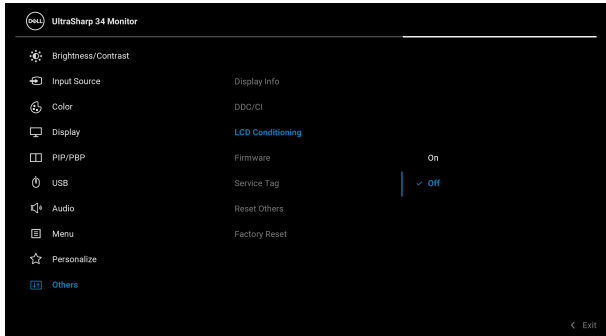 DELL UltraSharp 34 Monitor
Brightness/Contrast
Input Source
Display Info
Color
DDC/CI
Display
LCD Conditioning
PIP/PBP
Firmware
On
USB
Service Tag
Off
Audio
Reset Others
Menu
Factory Reset
Personalize
Others
Exit